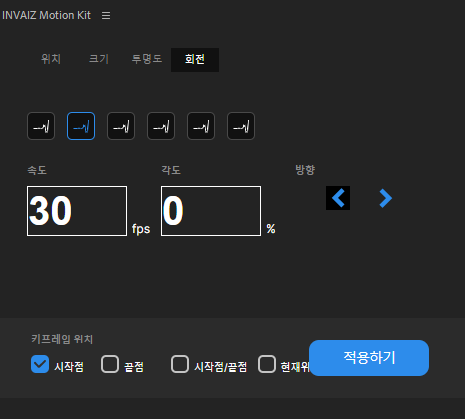 INVAIZ Motion Kit ☰
위치 크기 투명도 회전
속도 각도 방향
30 fps 0 %
키프레임 위치
시작점 끝점 시작점/끝점 현재위 적용하기